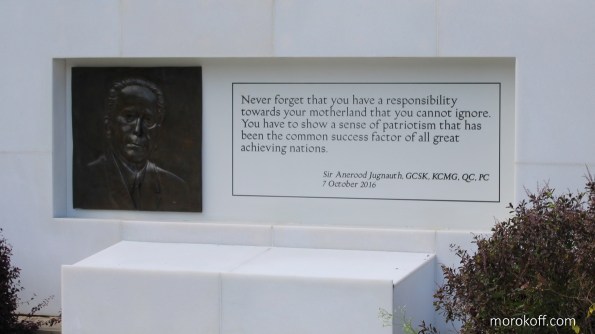 Never forget that you have a responsibility
towards your motherland that you cannot ignore.
You have to show a sense of patriotism that has
been the common success factor of all great
achieving nations.
Sir Anerood Jugnauth, GCSK, KCMG, QC, PC
7 October 2016
morokoff.com